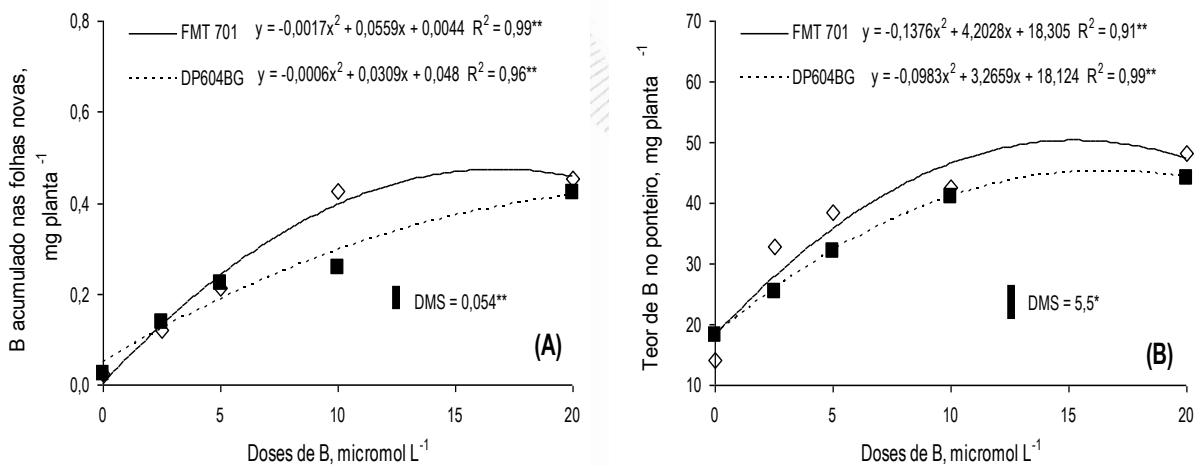 0,8
0,6
0,4
0,2
0,0
B acumulado nas folhas novas,
mg planta⁻¹
FMT 701 y = -0,0017x² + 0,0559x + 0,0044 R² = 0,99**
DP604BG y = -0,0006x² + 0,0309x + 0,048 R² = 0,96**
DMS = 0,054**
(A)
0 5 10 15 20
Doses de B, micromol L⁻¹
70
60
50
40
30
20
10
Teor de B no ponteiro, mg planta⁻¹
FMT 701 y = -0,1376x² + 4,2028x + 18,305 R² = 0,91**
DP604BG y = -0,0983x² + 3,2659x + 18,124 R² = 0,99**
DMS = 5,5*
(B)
0 5 10 15 20
Doses de B, micromol L⁻¹